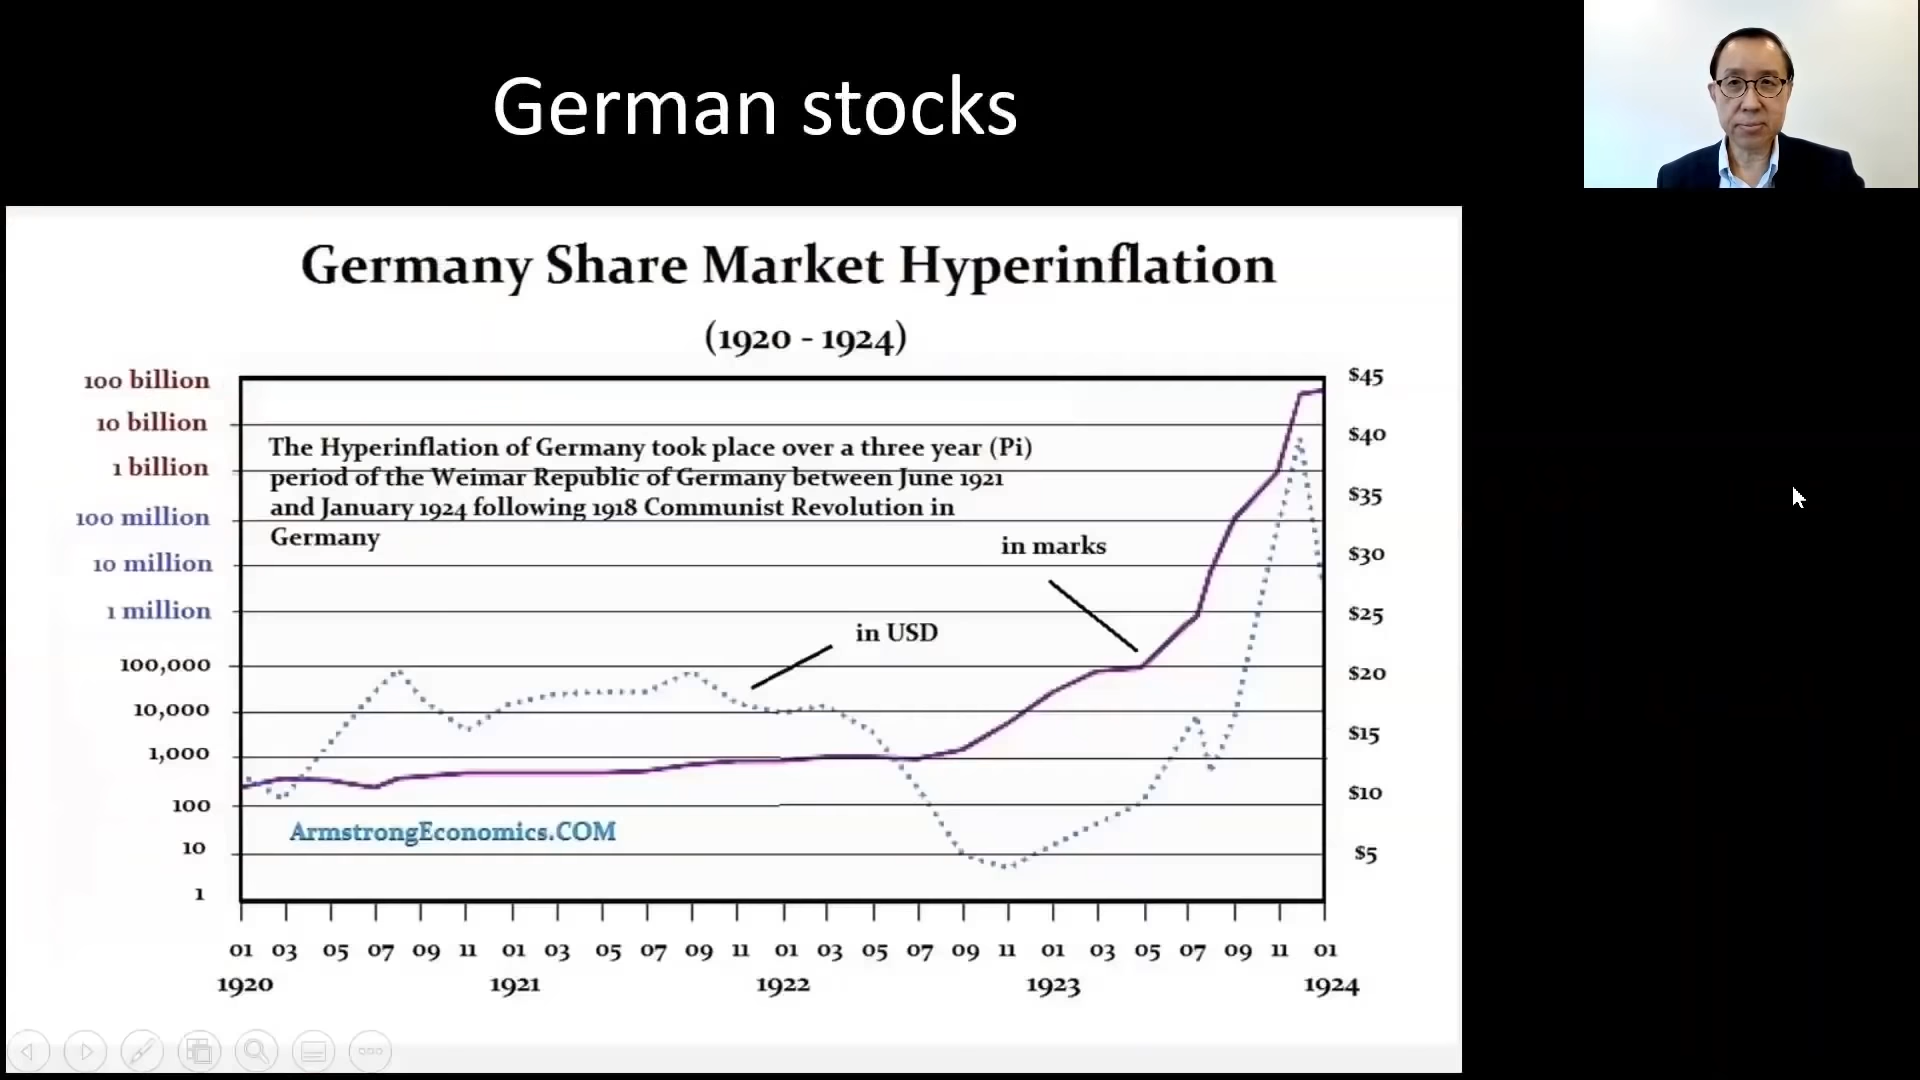 German stocks
Germany Share Market Hyperinflation
(1920 - 1924)
100 billion
10 billion
1 billion
100 million
10 million
1 million
100,000
10,000
1,000
100
10
1
The Hyperinflation of Germany took place over a three year (Pi)
period of the Weimar Republic of Germany between June 1921
and January 1924 following 1918 Communist Revolution in
Germany
in marks
in USD
ArmstrongEconomics.COM
$45
$40
$35
$30
$25
$20
$15
$10
$5
01 03 05 07 09 11 01 03 05 07 09 11 01 03 05 07 09 11 01 03 05 07 09 11 01
1920 1921 1922 1923 1924